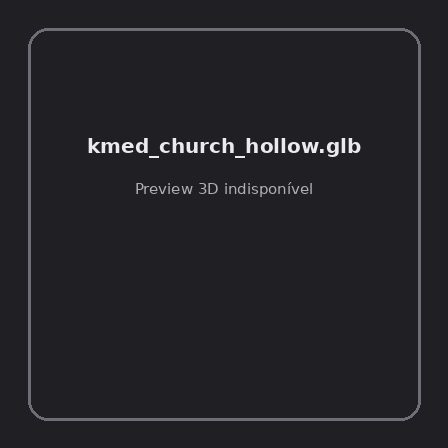 kmed_church_hollow.glb
Preview 3D indisponível